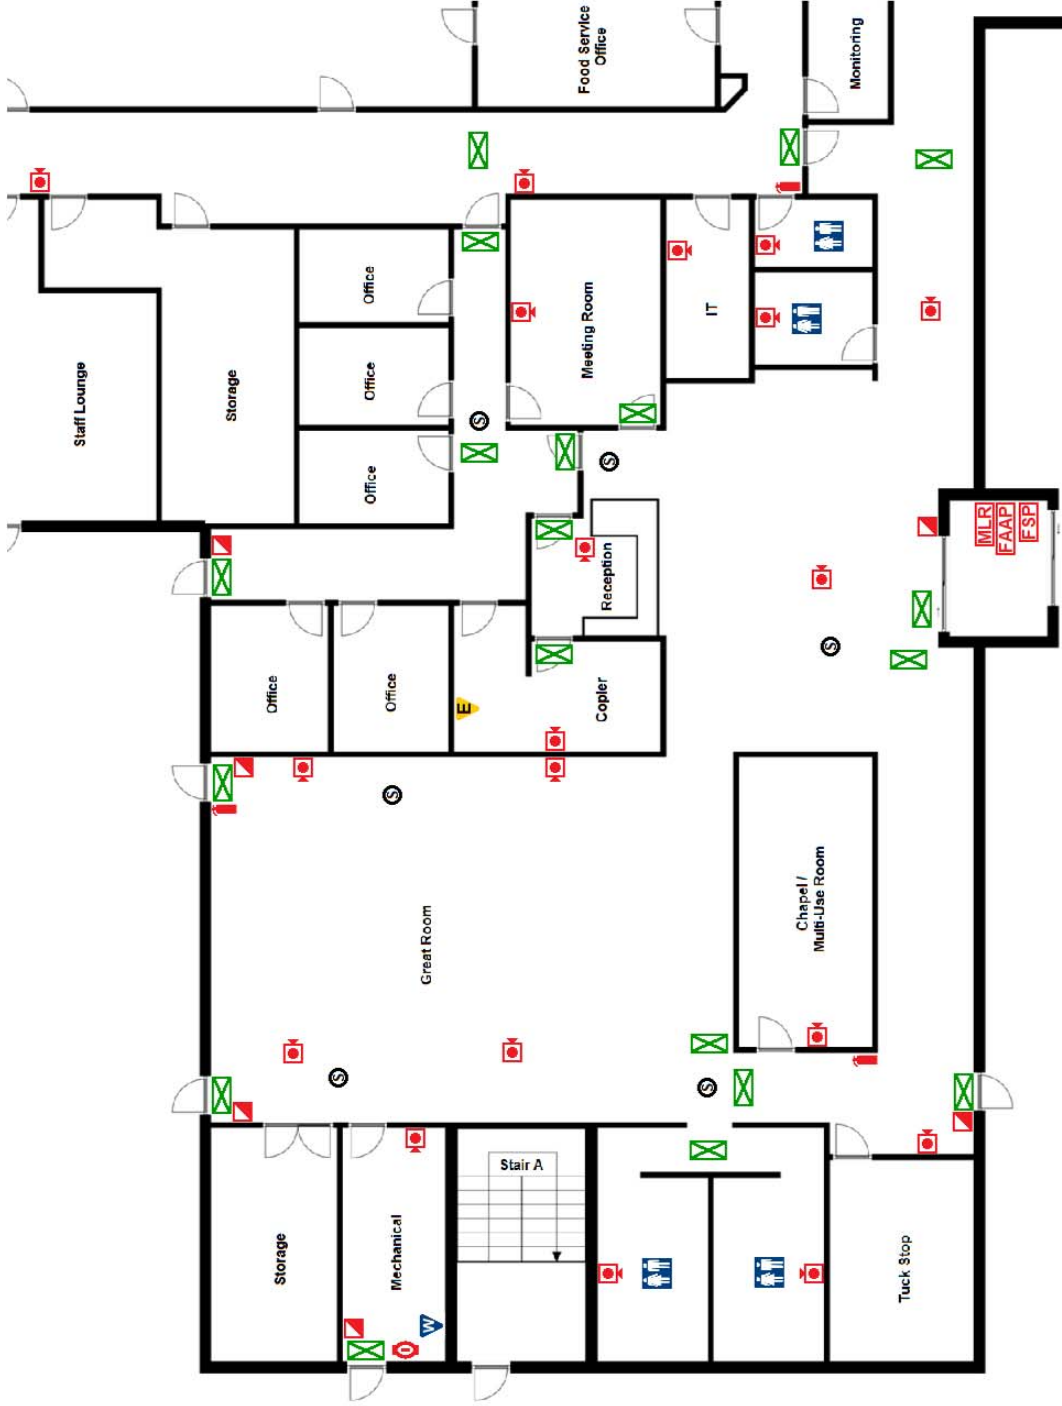 Food Service
Office
Monitoring
Staff Lounge
Storage
Office
Office
Office
Meeting Room
IT
S
S
MLR
FAAP
FSP
Reception
S
Office
Office
E
Copier
S
Great Room
Chapel /
Multi-Use Room
S
S
Stair A
Storage
Mechanical
W
Tuck Stop